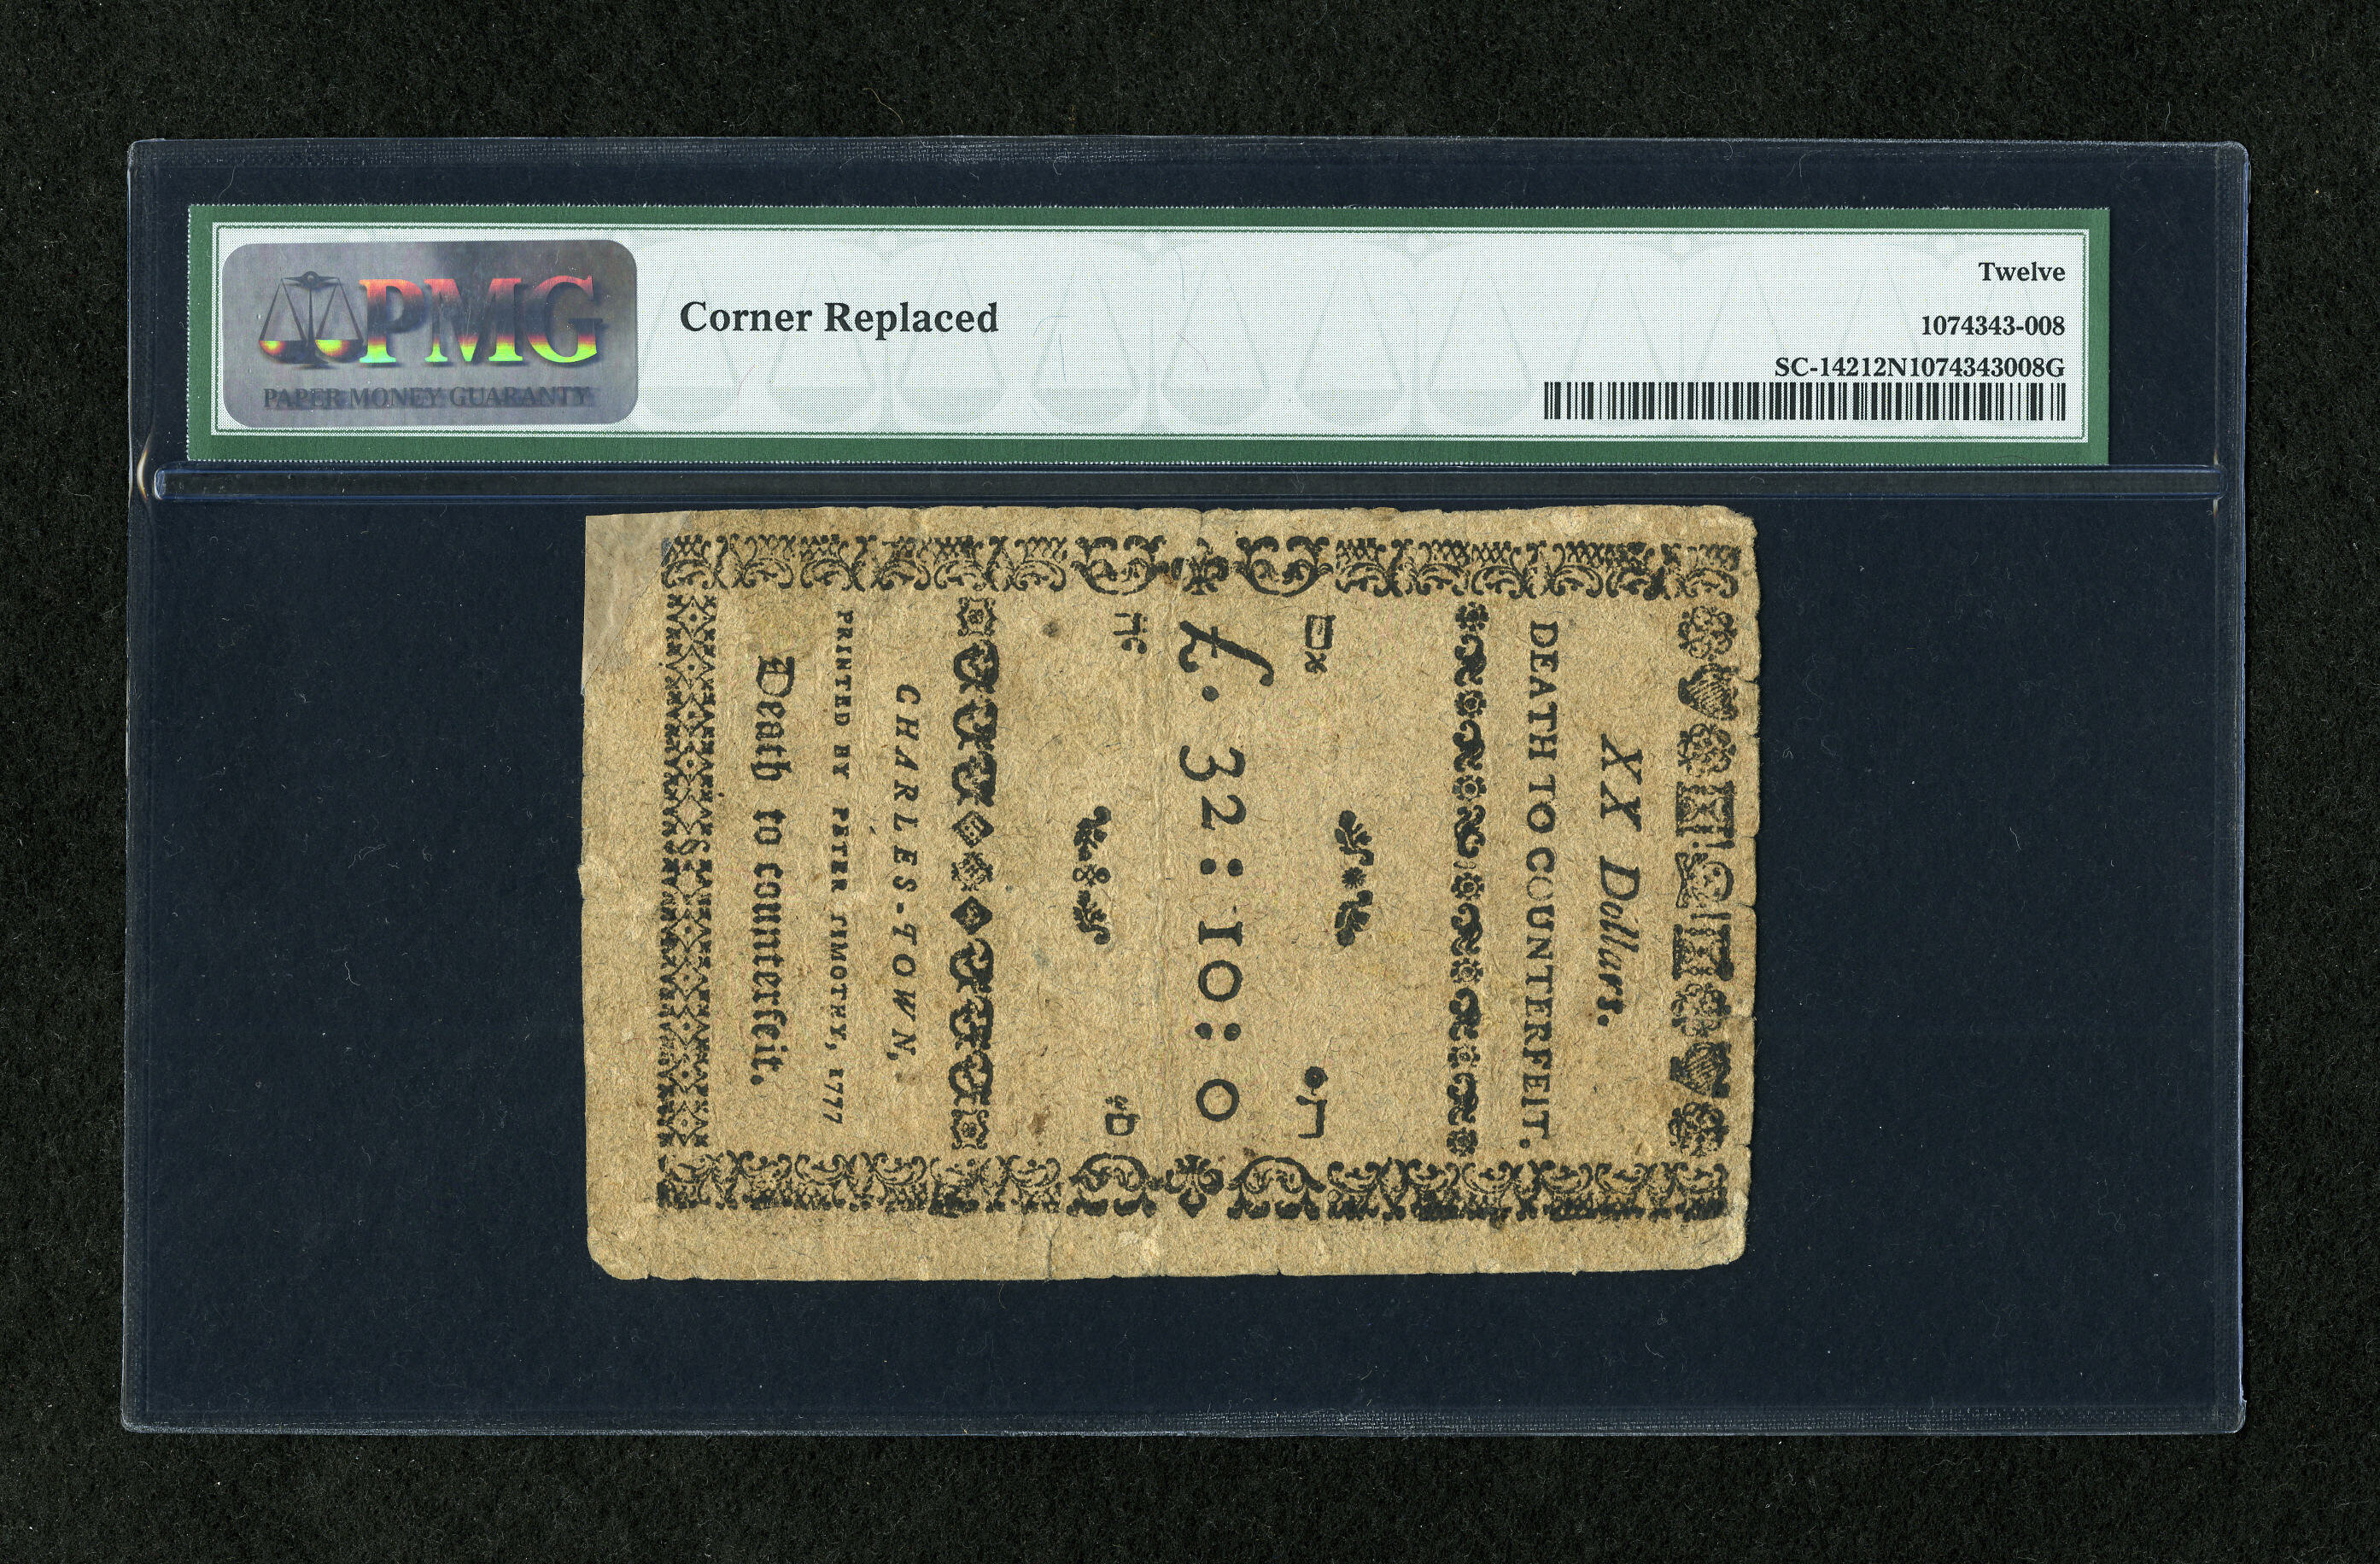 PMG
PAPER MONEY GUARANTY
Corner Replaced
Twelve
1074343-008
SC-14212N1074343008G
XX Dollars.
DEATH TO COUNTERFEIT.
£. 32 : 10 : 0
CHARLES-TOWN,
PRINTED BY PETER TIMOTHY, 1777
Death to counterfeit.